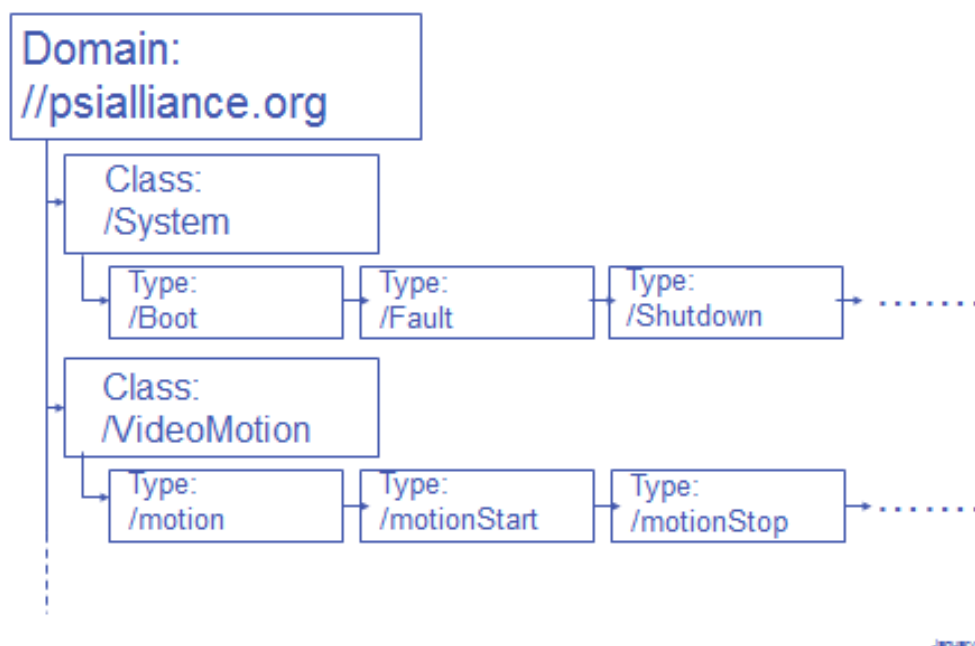 Domain:
//psialliance.org
Class:
/System
Type:
/Boot
Type:
/Fault
Type:
/Shutdown
Class:
/VideoMotion
Type:
/motion
Type:
/motionStart
Type:
/motionStop